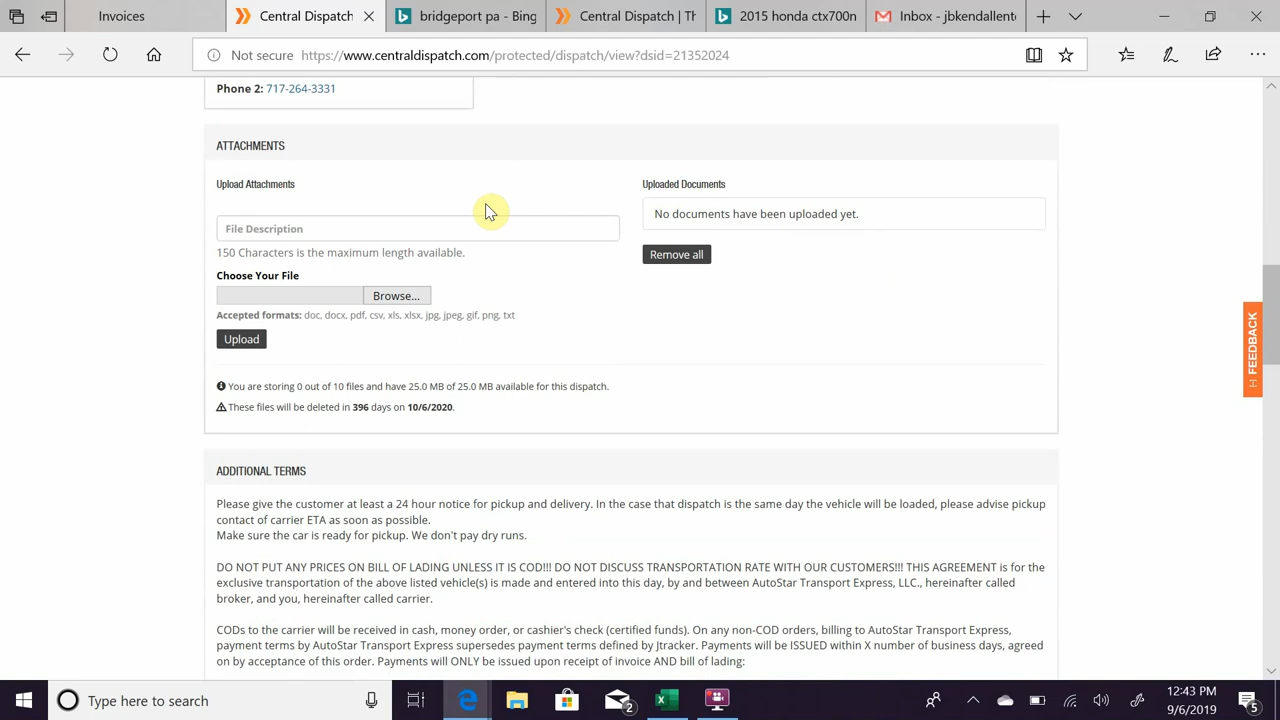 Invoices
Central Dispatch
bridgeport pa - Bing
Central Dispatch | Th
2015 honda ctx700n
Inbox - jbkendallente
Not secure https://www.centraldispatch.com/protected/dispatch/view?dsid=21352024
Phone 2: 717-264-3331
ATTACHMENTS
Upload Attachments
File Description
150 Characters is the maximum length available.
Choose Your File
Browse...
Accepted formats: doc, docx, pdf, csv, xls, xlsx, jpg, jpeg, gif, png, txt
Upload
Uploaded Documents
No documents have been uploaded yet.
Remove all
You are storing 0 out of 10 files and have 25.0 MB of 25.0 MB available for this dispatch.
These files will be deleted in 396 days on 10/6/2020.
FEEDBACK
ADDITIONAL TERMS
Please give the customer at least a 24 hour notice for pickup and delivery. In the case that dispatch is the same day the vehicle will be loaded, please advise pickup
contact of carrier ETA as soon as possible.
Make sure the car is ready for pickup. We don't pay dry runs.
DO NOT PUT ANY PRICES ON BILL OF LADING UNLESS IT IS COD!!! DO NOT DISCUSS TRANSPORTATION RATE WITH OUR CUSTOMERS!!! THIS AGREEMENT is for the
exclusive transportation of the above listed vehicle(s) is made and entered into this day, by and between AutoStar Transport Express, LLC., hereinafter called
broker, and you, hereinafter called carrier.
CODs to the carrier will be received in cash, money order, or cashier's check (certified funds). On any non-COD orders, billing to AutoStar Transport Express,
payment terms by AutoStar Transport Express supersedes payment terms defined by Jtracker. Payments will be ISSUED within X number of business days, agreed
on by acceptance of this order. Payments will ONLY be issued upon receipt of invoice AND bill of lading:
Type here to search
2
12:43 PM
9/6/2019
5